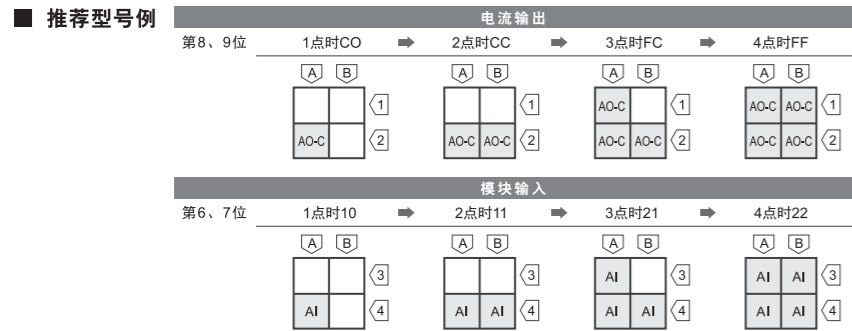 ■ 推荐型号例
电流输出
第8、9位 1点时CO ➡ 2点时CC ➡ 3点时FC ➡ 4点时FF
A B A B A B A B
1 1 AO-C 1 AO-C AO-C 1
AO-C 2 AO-C AO-C 2 AO-C AO-C 2 AO-C AO-C 2
模块输入
第6、7位 1点时10 ➡ 2点时11 ➡ 3点时21 ➡ 4点时22
A B A B A B A B
3 3 AI 3 AI AI 3
AI 4 AI AI 4 AI AI 4 AI AI 4